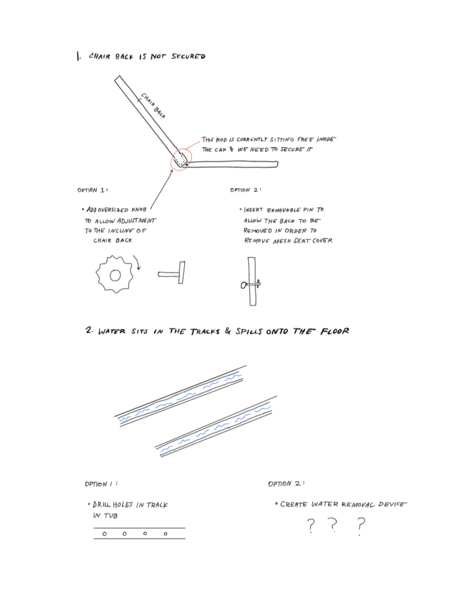 1. CHAIR BACK IS NOT SECURED
CHAIR BACK
THIS ROD IS CURRENTLY SITTING FREE INSIDE
THE CAP & WE NEED TO SECURE IT
OPTION 1:
• ADD OVERSIZED KNOB
TO ALLOW ADJUSTMENT
TO THE INCLINE OF
CHAIR BACK
OPTION 2:
• INSERT REMOVABLE PIN TO
ALLOW THE BACK TO BE
REMOVED IN ORDER TO
REMOVE MESH SEAT COVER
2. WATER SITS IN THE TRACKS & SPILLS ONTO THE FLOOR
OPTION 1:
• DRILL HOLES IN TRACK
IN TUB
OPTION 2:
• CREATE WATER REMOVAL DEVICE
? ? ?